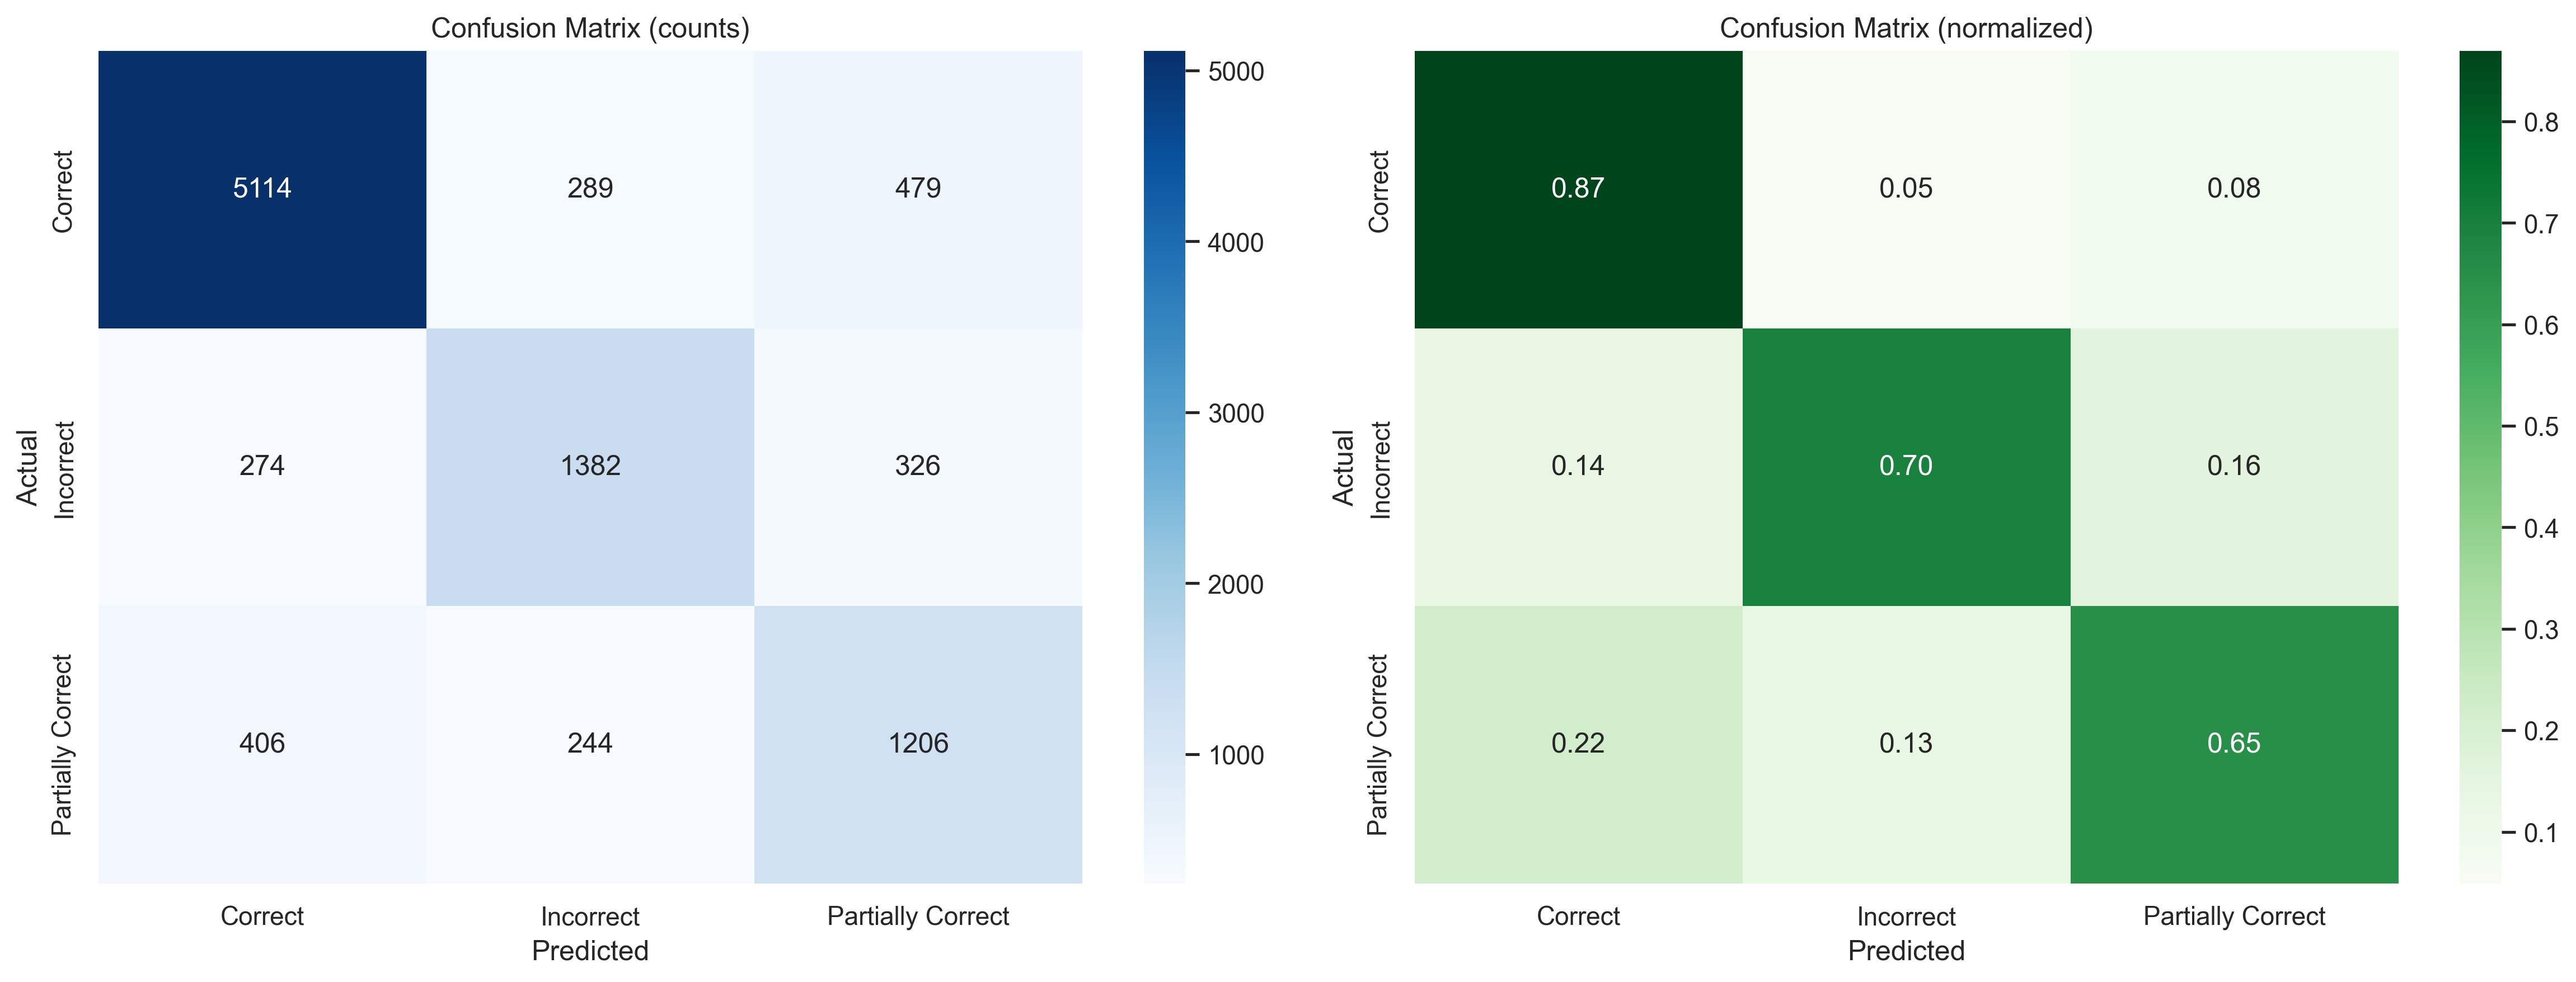 Confusion Matrix (counts)
Actual
Correct
Incorrect
Partially Correct
5114 289 479
274 1382 326
406 244 1206
Correct Incorrect Partially Correct
Predicted
5000
4000
3000
2000
1000
Confusion Matrix (normalized)
Actual
Correct
Incorrect
Partially Correct
0.87 0.05 0.08
0.14 0.70 0.16
0.22 0.13 0.65
Correct Incorrect Partially Correct
Predicted
0.8
0.7
0.6
0.5
0.4
0.3
0.2
0.1